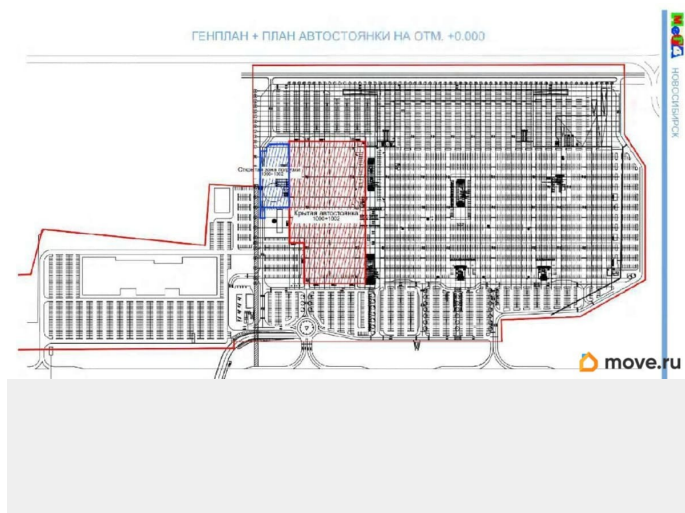 ГЕНПЛАН + ПЛАН АВТОСТОЯНКИ НА ОТМ. +0.000
МЕГА
НОВОСИБИРСК
Крытая автостоянка
move.ru